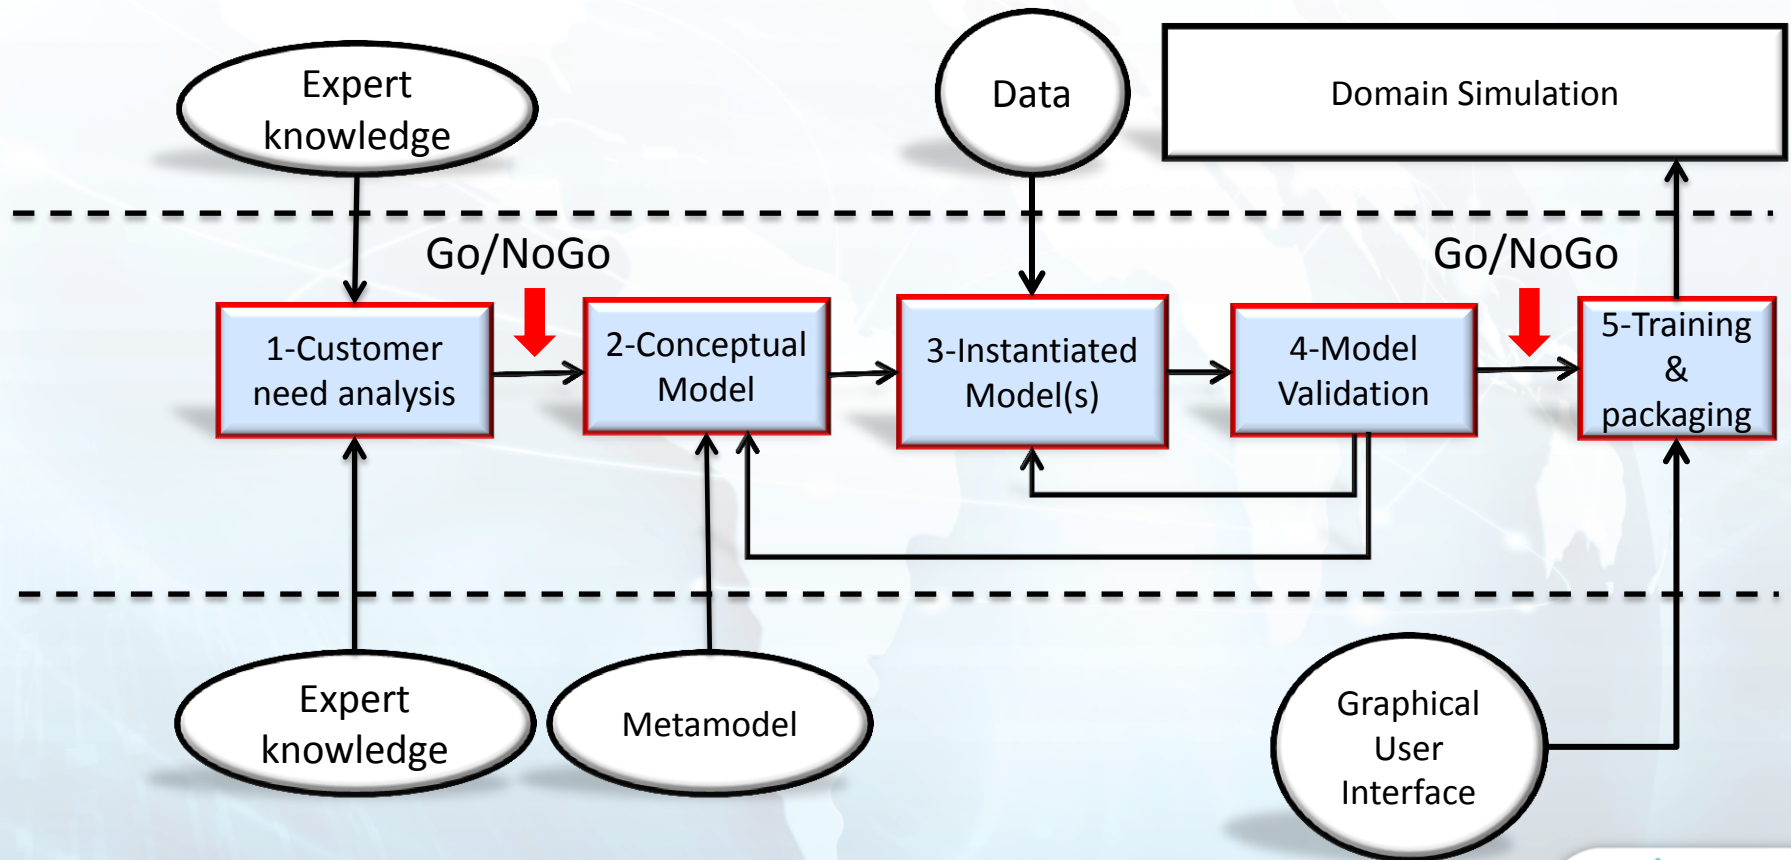 Expert
knowledge
Data
Domain Simulation
Go/NoGo
Go/NoGo
1-Customer
need analysis
2-Conceptual
Model
3-Instantiated
Model(s)
4-Model
Validation
5-Training
&
packaging
Expert
knowledge
Metamodel
Graphical
User
Interface